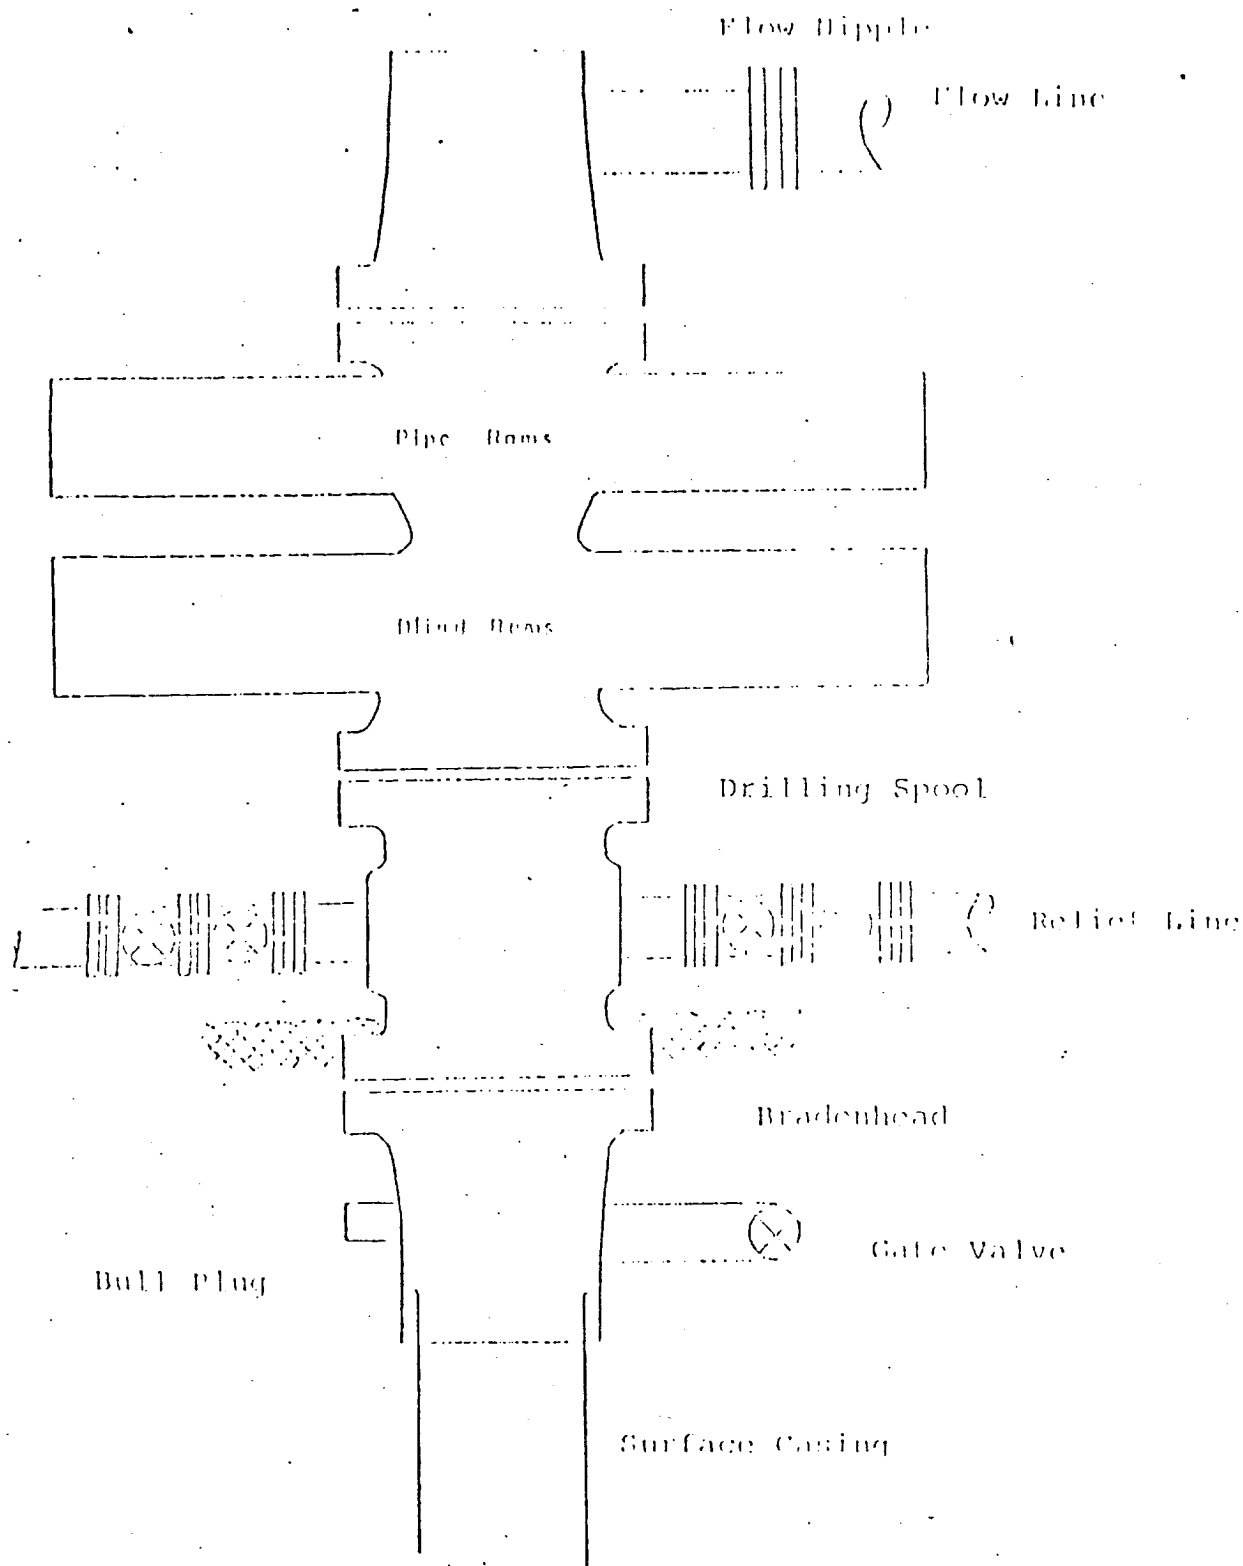 Flow Nipple
Flow Line
Pipe Rams
Blind Rams
Drilling Spool
Relief Line
Bradenhead
Gate Valve
Bull Plug
Surface Casing